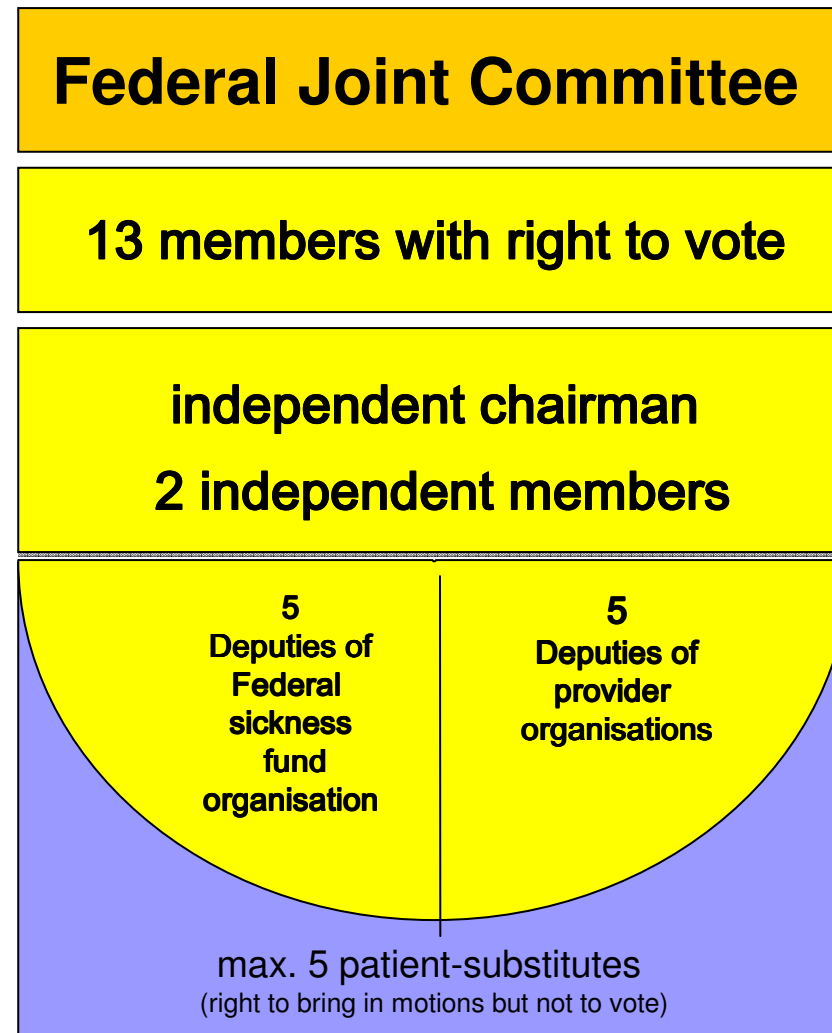 Federal Joint Committee
13 members with right to vote
independent chairman
2 independent members
5
Deputies of
Federal
sickness
fund
organisation
5
Deputies of
provider
organisations
max. 5 patient-substitutes
(right to bring in motions but not to vote)